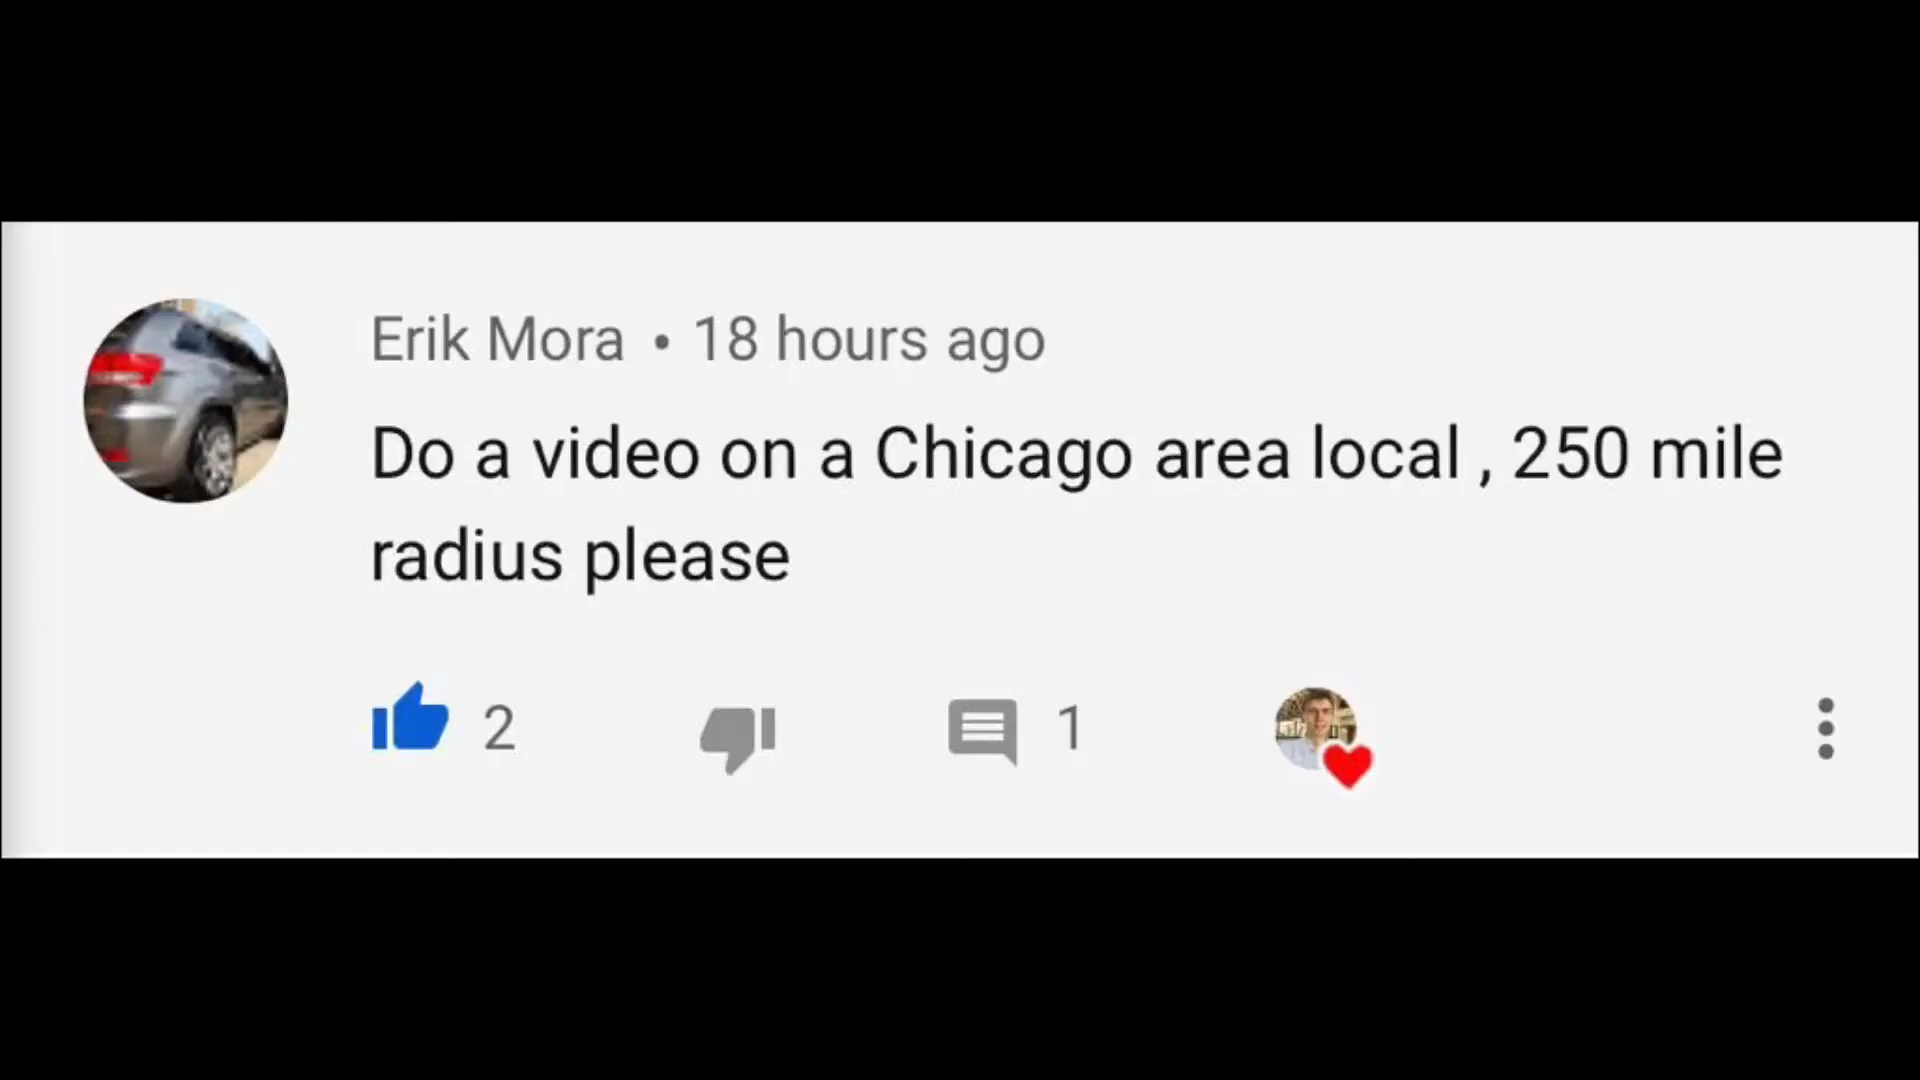 Erik Mora • 18 hours ago
Do a video on a Chicago area local , 250 mile
radius please
2 1